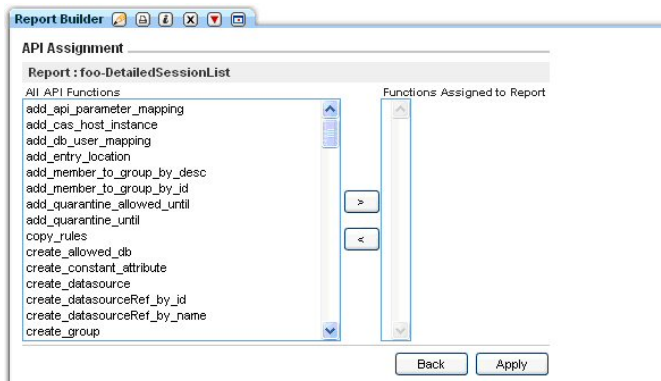 Report Builder
API Assignment
Report : foo-DetailedSessionList
All API Functions
Functions Assigned to Report
add_api_parameter_mapping
add_cas_host_instance
add_db_user_mapping
add_entry_location
add_member_to_group_by_desc
add_member_to_group_by_id
add_quarantine_allowed_until
add_quarantine_until
copy_rules
create_allowed_db
create_constant_attribute
create_datasource
create_datasourceRef_by_id
create_datasourceRef_by_name
create_group
>
<
Back
Apply